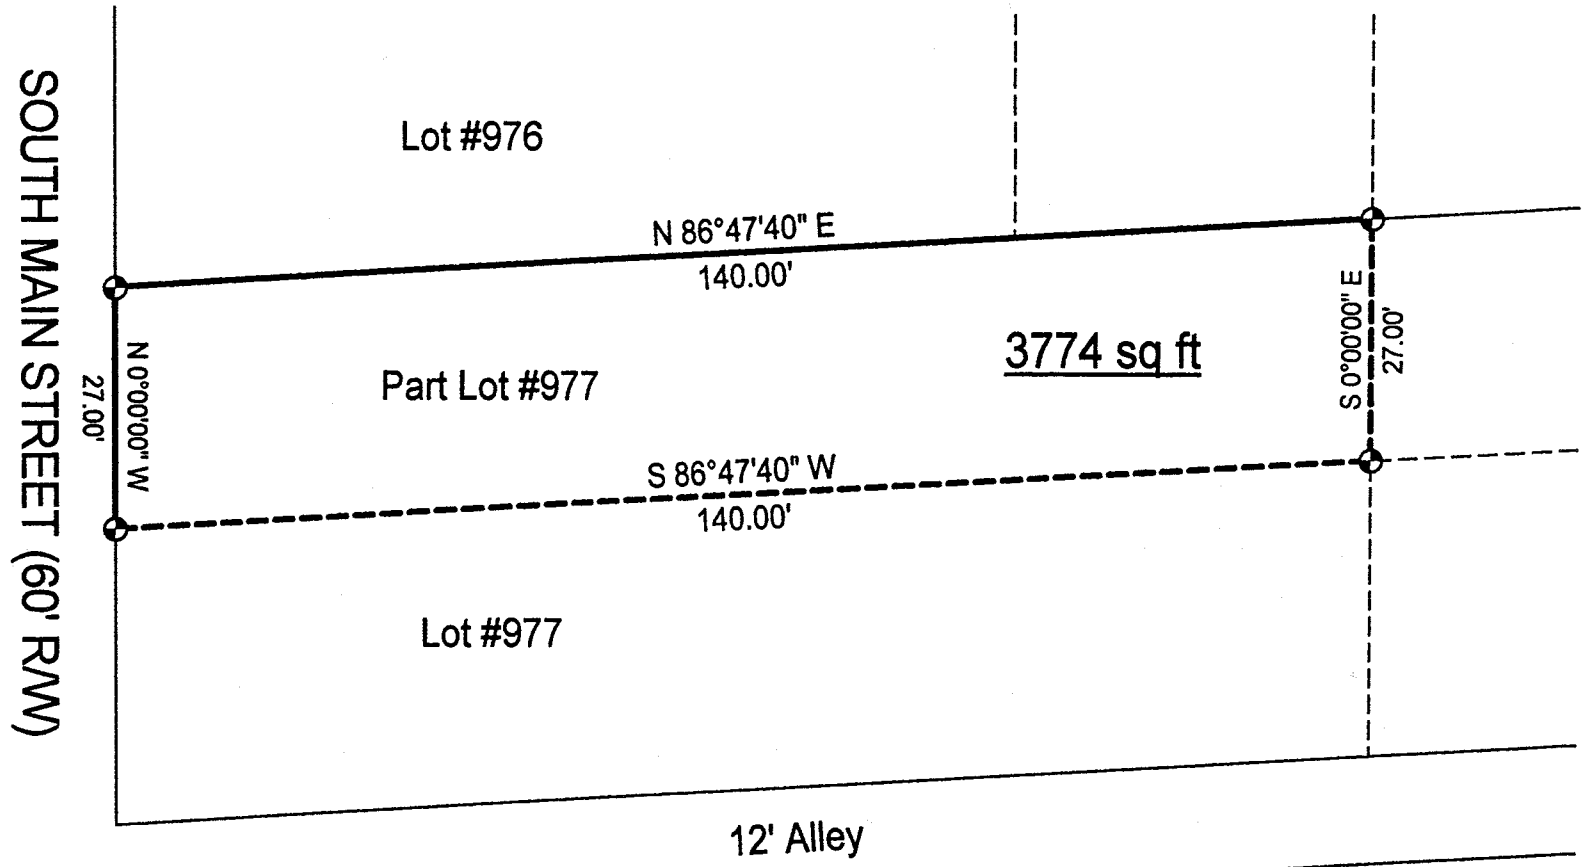 SOUTH MAIN STREET (60' R/W)
Lot #976
N 86°47'40" E
140.00'
N 0°00'00" W
27.00'
Part Lot #977
3774 sq ft
S 0°00'00" E
27.00'
S 86°47'40" W
140.00'
Lot #977
12' Alley